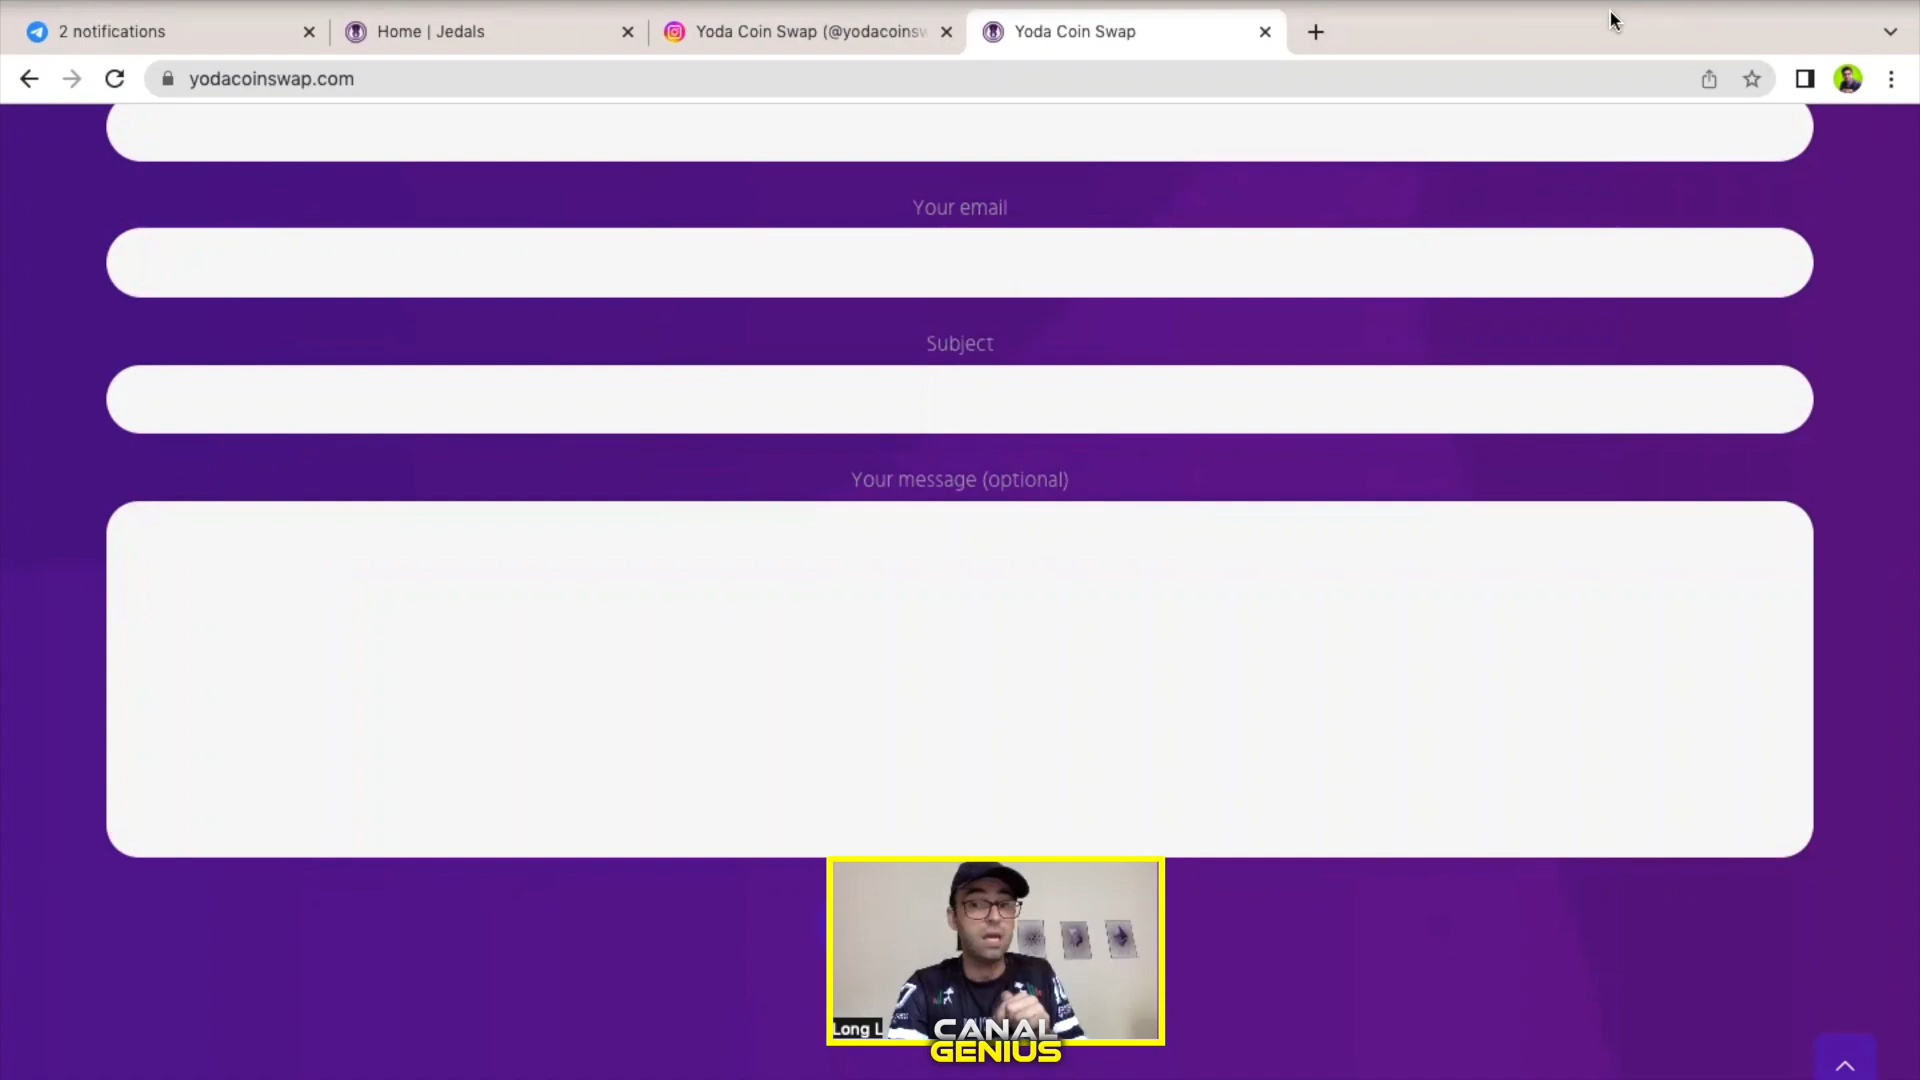 2 notifications
Home | Jedals
Yoda Coin Swap (@yodacoinsw
Yoda Coin Swap
yodacoinswap.com
Your email
Subject
Your message (optional)
Long L
CANAL
GENIUS